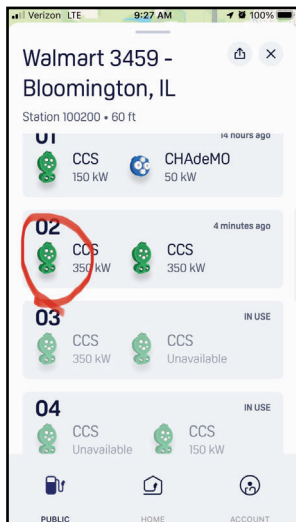 Verizon LTE 9:27 AM 100%
Walmart 3459 -
Bloomington, IL
Station 100200 • 60 ft
01 14 hours ago
CCS CHAdeMO
150 kW 50 kW
02 4 minutes ago
CCS CCS
350 kW 350 kW
03 IN USE
CCS CCS
350 kW Unavailable
04 IN USE
CCS CCS
Unavailable 150 kW
PUBLIC HOME ACCOUNT